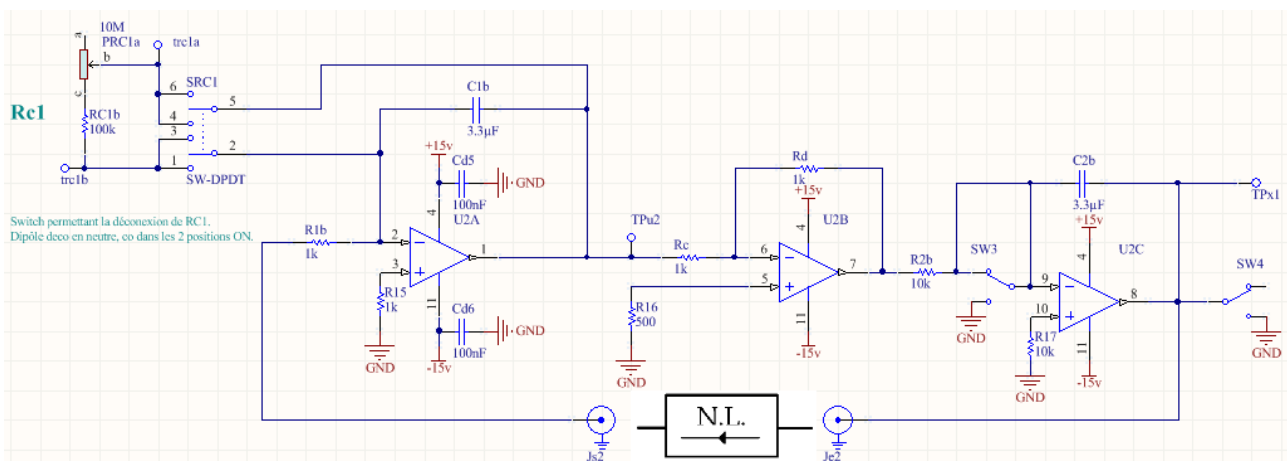 10M
PRC1a
trc1a
a
b
c
6
SRC1
5
4
Rc1
RC1b
100k
3
2
1
SW-DPDT
trc1b
Switch permettant la déconexion de RC1.
Dipôle deco en neutre, co dans les 2 positions ON.
C1b
3.3µF
+15v
Cd5
GND
100nF
4
U2A
R1b
1k
2
3
1
R15
1k
GND
11
Cd6
GND
100nF
-15v
TPu2
Rc
1k
Rd
1k
+15v
4
U2B
6
5
7
R16
500
GND
11
-15v
R2b
10k
SW3
GND
C2b
3.3µF
+15v
4
U2C
9
10
8
R17
10k
GND
11
-15v
TPx1
SW4
GND
Js2
N.L.
Je2